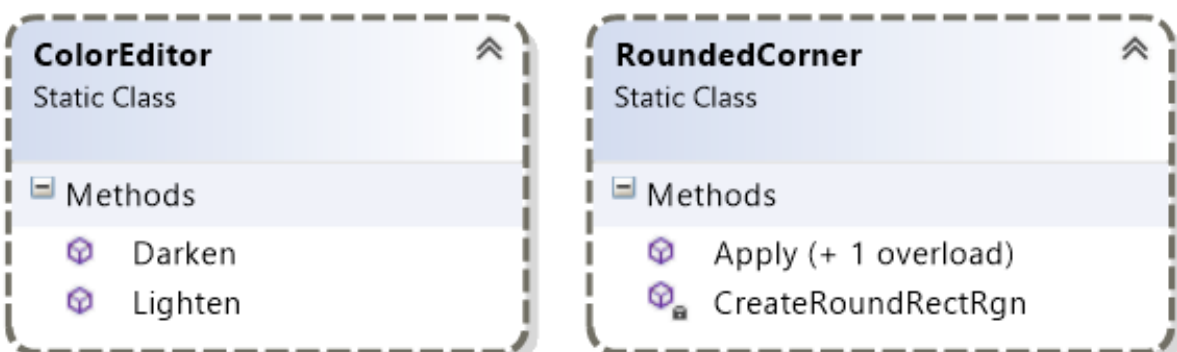 ColorEditor
Static Class
Methods
Darken
Lighten
RoundedCorner
Static Class
Methods
Apply (+ 1 overload)
CreateRoundRectRgn